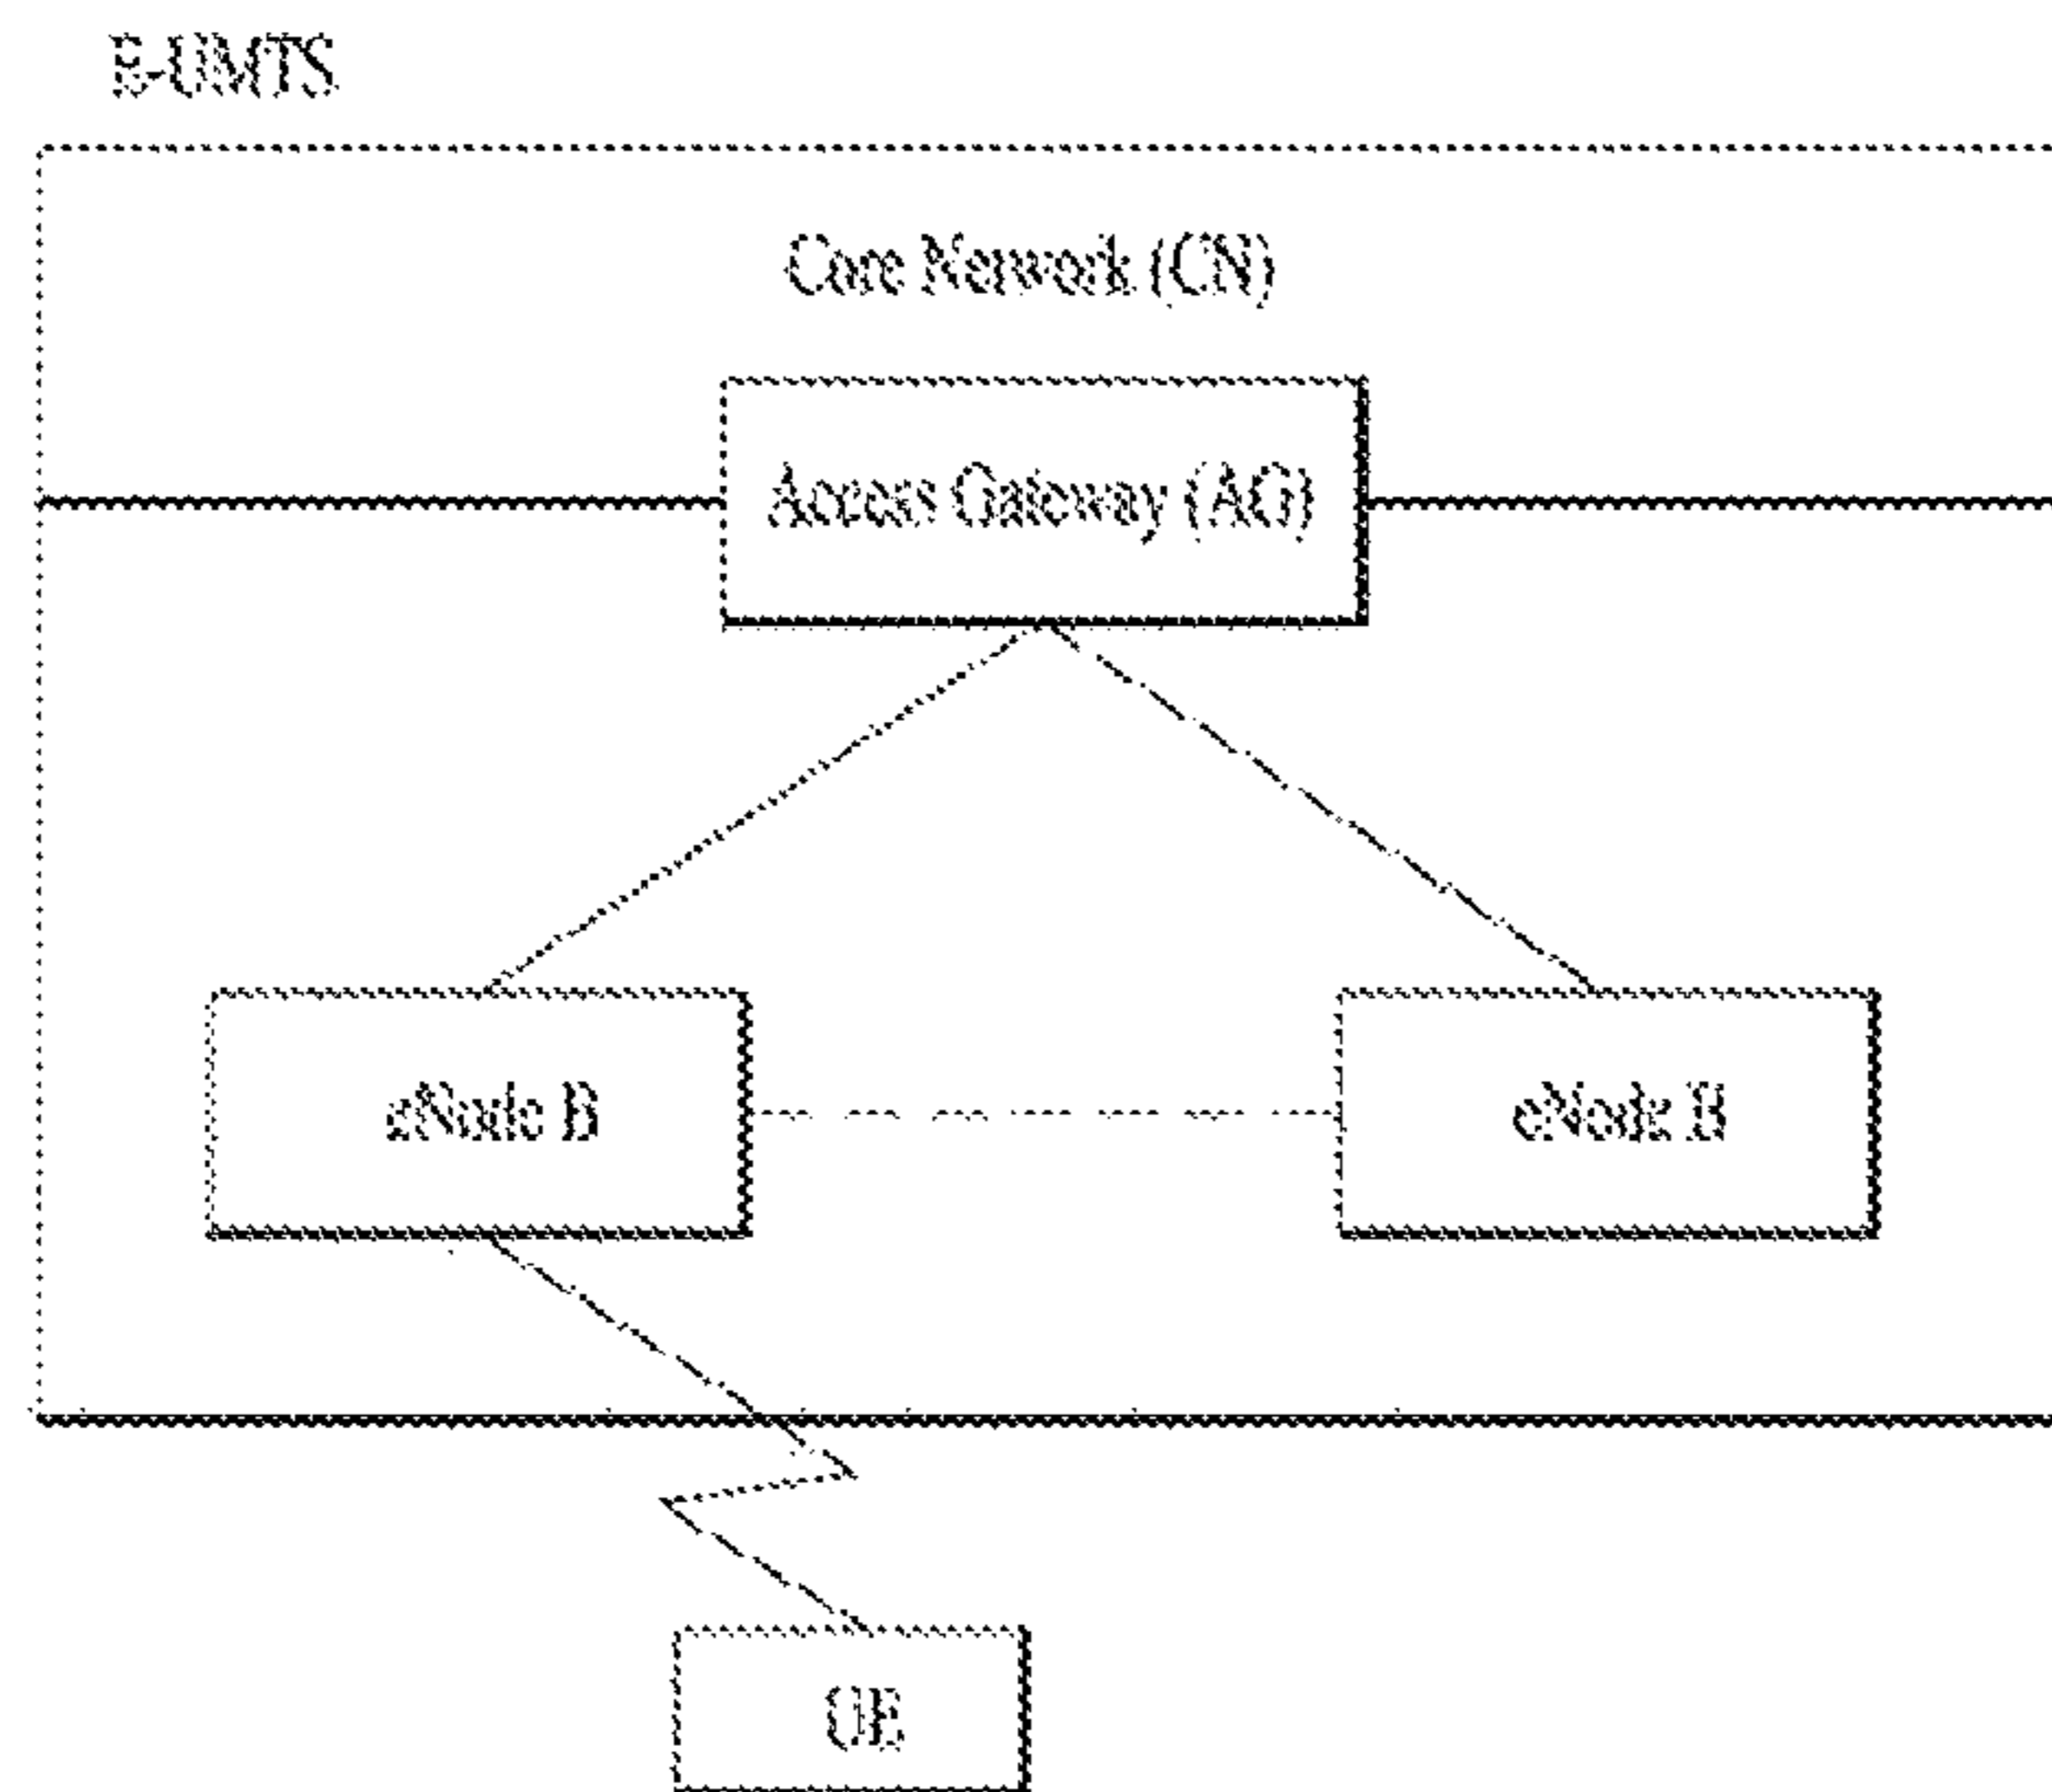 E-UMTS
Core Network (CN)
Access Gateway (AG)
eNode B
eNode B
UE